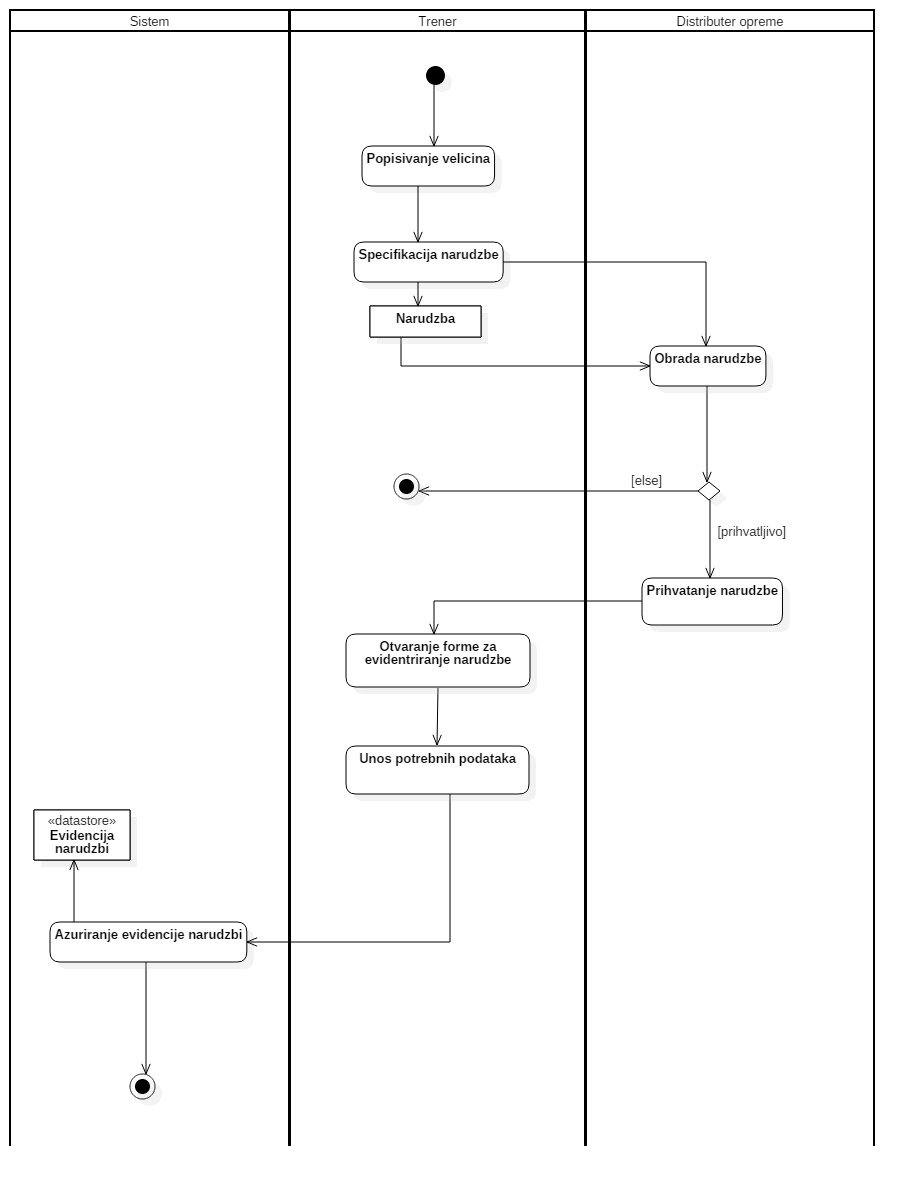 Sistem
Trener
Distributer opreme
Popisivanje velicina
Specifikacija narudzbe
Narudzba
Obrada narudzbe
[else]
[prihvatljivo]
Prihvatanje narudzbe
Otvaranje forme za
evidentriranje narudzbe
Unos potrebnih podataka
«datastore»
Evidencija
narudzbi
Azuriranje evidencije narudzbi